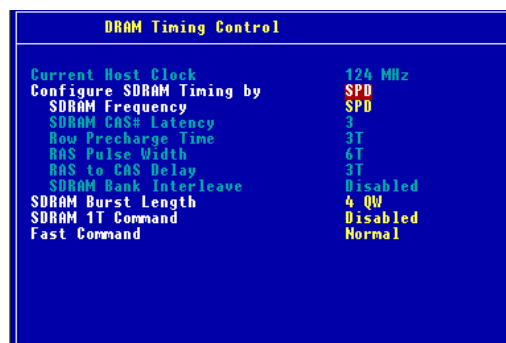 DRAM Timing Control
Current Host Clock 124 MHz
Configure SDRAM Timing by SPD
SDRAM Frequency SPD
SDRAM CAS# Latency 3
Row Precharge Time 3T
RAS Pulse Width 6T
RAS to CAS Delay 3T
SDRAM Bank Interleave Disabled
SDRAM Burst Length 4 QW
SDRAM 1T Command Disabled
Fast Command Normal